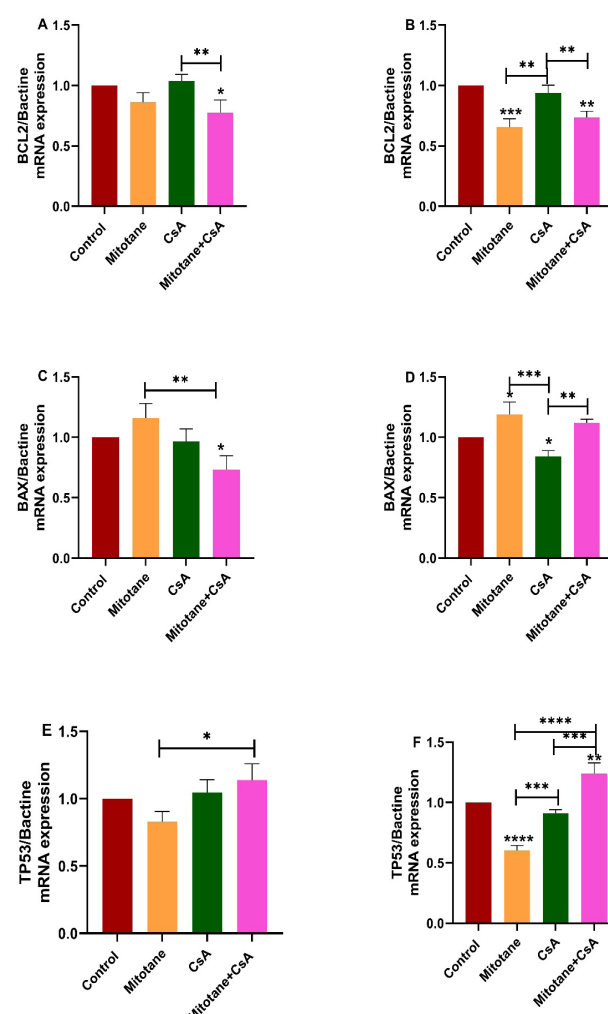 A
BCL2/Bactine
mRNA expression
1.5
1.0
0.5
0.0
**
*
Control
Mitotane
CsA
Mitotane+CsA
B
BCL2/Bactine
mRNA expression
1.5
1.0
0.5
0.0
**
**
***
**
Control
Mitotane
CsA
Mitotane+CsA
C
BAX/Bactine
mRNA expression
1.5
1.0
0.5
0.0
**
*
Control
Mitotane
CsA
Mitotane+CsA
D
BAX/Bactine
mRNA expression
1.5
1.0
0.5
0.0
***
**
*
*
Control
Mitotane
CsA
Mitotane+CsA
E
TP53/Bactine
mRNA expression
1.5
1.0
0.5
0.0
*
Control
Mitotane
CsA
Mitotane+CsA
F
TP53/Bactine
mRNA expression
1.5
1.0
0.5
0.0
****
***
**
***
****
Control
Mitotane
CsA
Mitotane+CsA